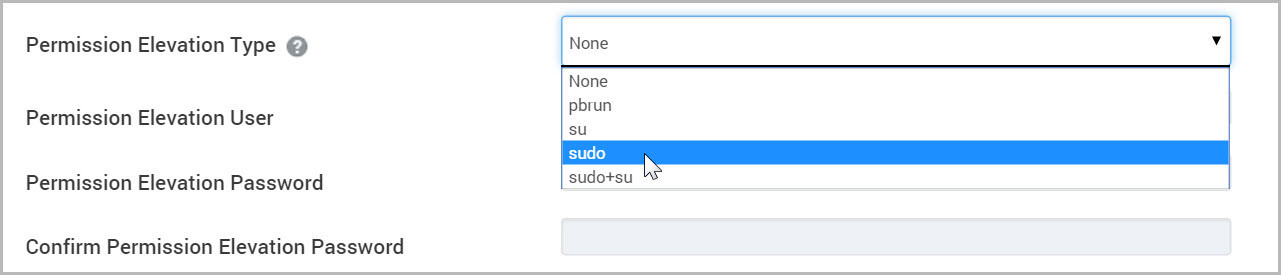 Permission Elevation Type ?
None
None
pbrun
Permission Elevation User
su
sudo
sudo+su
Permission Elevation Password
Confirm Permission Elevation Password